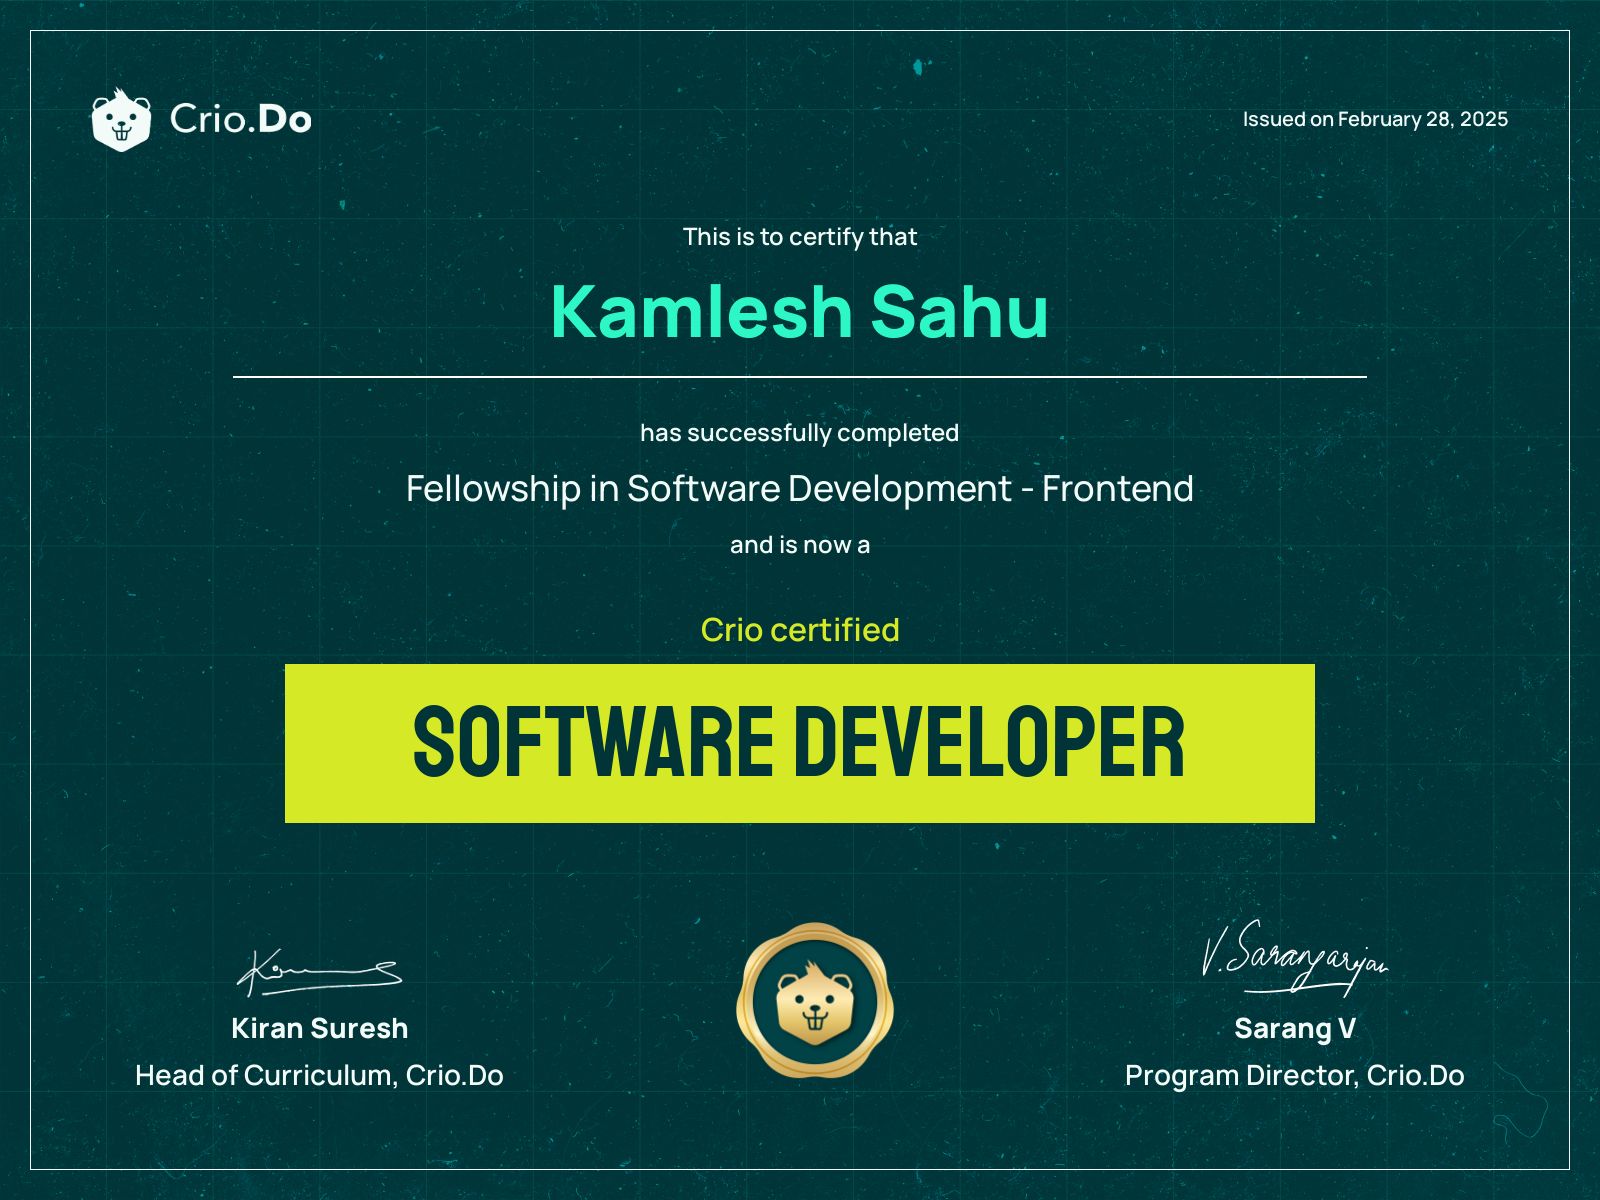 Crio.Do
Issued on February 28, 2025
This is to certify that
Kamlesh Sahu
has successfully completed
Fellowship in Software Development - Frontend
and is now a
Crio certified
SOFTWARE DEVELOPER
Kiran Suresh
Head of Curriculum, Crio.Do
Sarang V
Program Director, Crio.Do